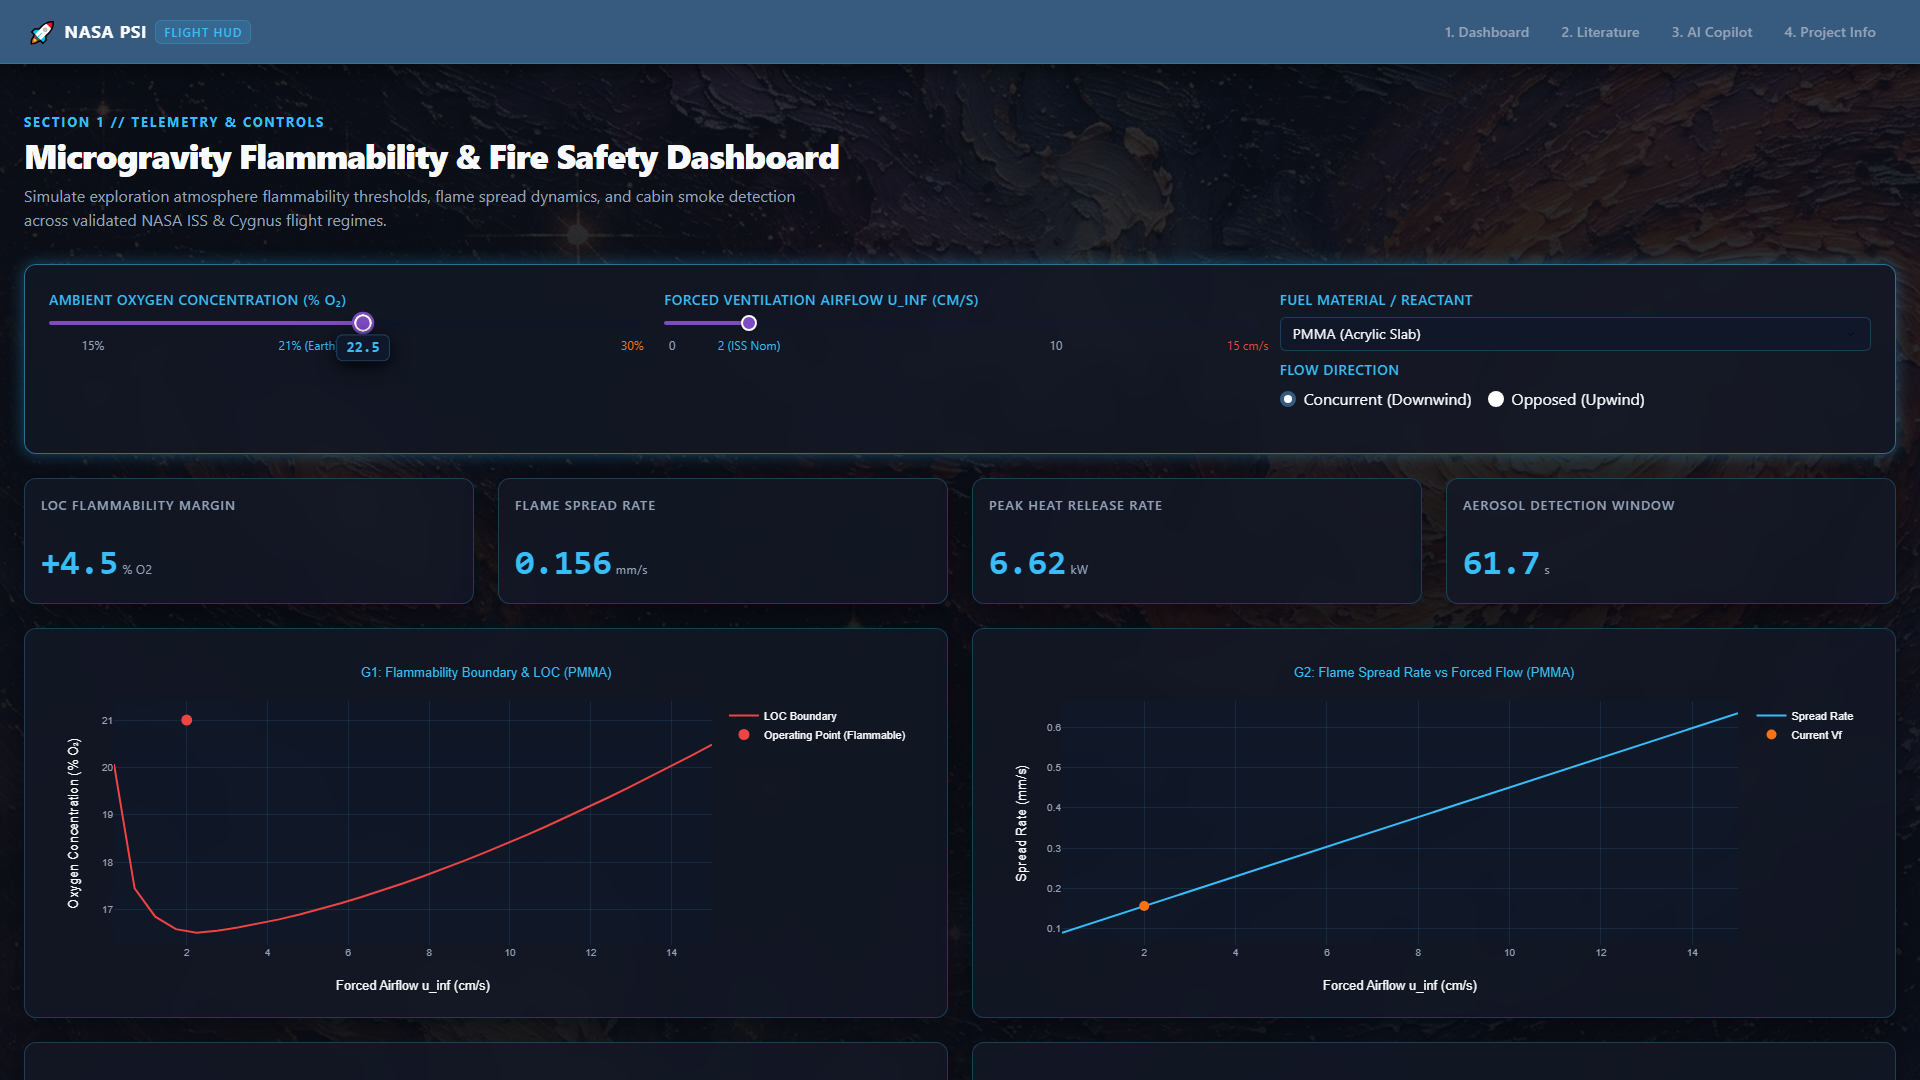 NASA PSI FLIGHT HUD
1. Dashboard 2. Literature 3. AI Copilot 4. Project Info
SECTION 1 // TELEMETRY & CONTROLS
Microgravity Flammability & Fire Safety Dashboard
Simulate exploration atmosphere flammability thresholds, flame spread dynamics, and cabin smoke detection
across validated NASA ISS & Cygnus flight regimes.
AMBIENT OXYGEN CONCENTRATION (% O₂)
15% 21% (Earth 30%
22.5
FORCED VENTILATION AIRFLOW U_INF (CM/S)
0 2 (ISS Nom) 10 15 cm/s
FUEL MATERIAL / REACTANT
PMMA (Acrylic Slab)
FLOW DIRECTION
Concurrent (Downwind) Opposed (Upwind)
LOC FLAMMABILITY MARGIN
+4.5 % O2
FLAME SPREAD RATE
0.156 mm/s
PEAK HEAT RELEASE RATE
6.62 kW
AEROSOL DETECTION WINDOW
61.7 s
G1: Flammability Boundary & LOC (PMMA)
LOC Boundary
Operating Point (Flammable)
Oxygen Concentration (% O₂)
21
20
19
18
17
2 4 6 8 10 12 14
Forced Airflow u_inf (cm/s)
G2: Flame Spread Rate vs Forced Flow (PMMA)
Spread Rate
Current Vf
Spread Rate (mm/s)
0.6
0.5
0.4
0.3
0.2
0.1
2 4 6 8 10 12 14
Forced Airflow u_inf (cm/s)